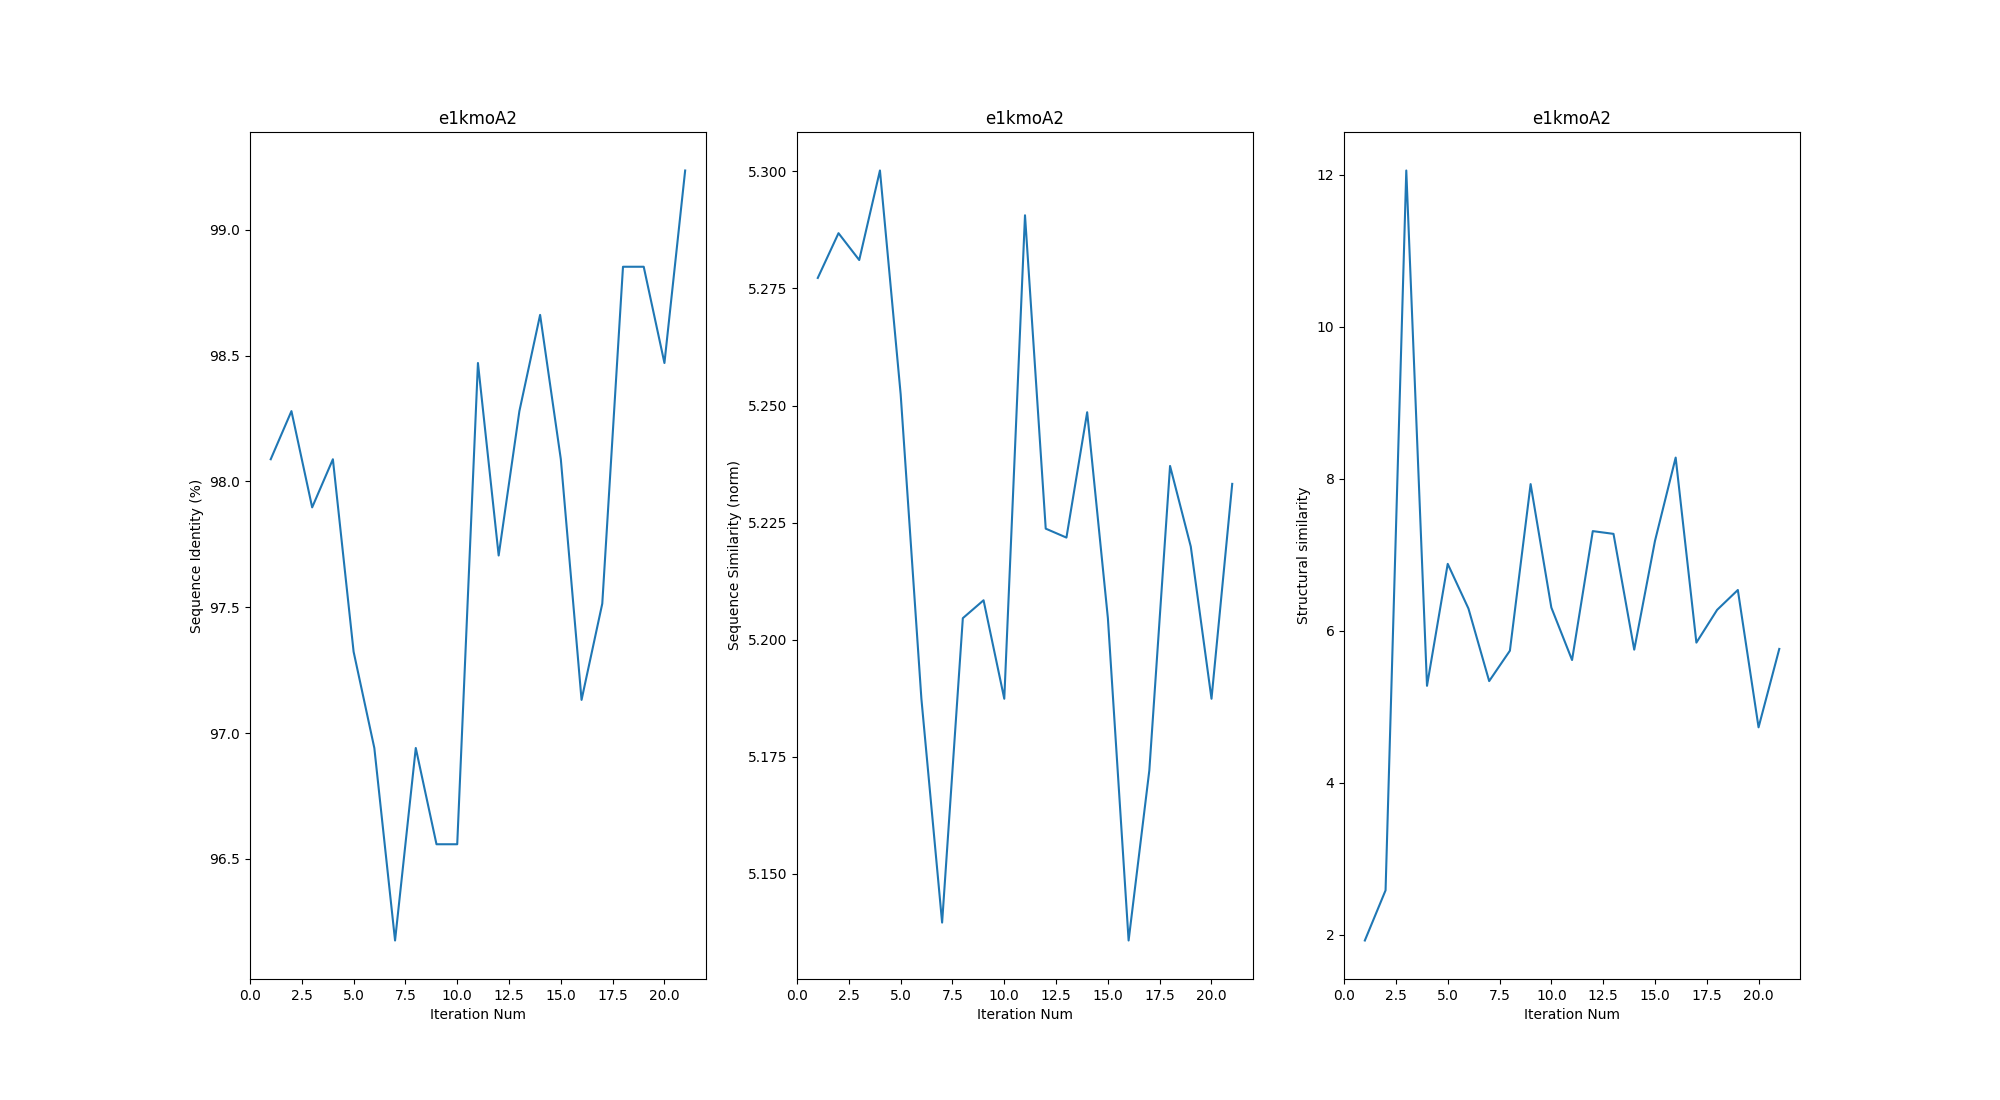 e1kmoA2
99.0
98.5
98.0
97.5
97.0
96.5
Sequence Identity (%)
0.0 2.5 5.0 7.5 10.0 12.5 15.0 17.5 20.0
Iteration Num
e1kmoA2
5.300
5.275
5.250
5.225
5.200
5.175
5.150
Sequence Similarity (norm)
0.0 2.5 5.0 7.5 10.0 12.5 15.0 17.5 20.0
Iteration Num
e1kmoA2
12
10
8
6
4
2
Structural similarity
0.0 2.5 5.0 7.5 10.0 12.5 15.0 17.5 20.0
Iteration Num